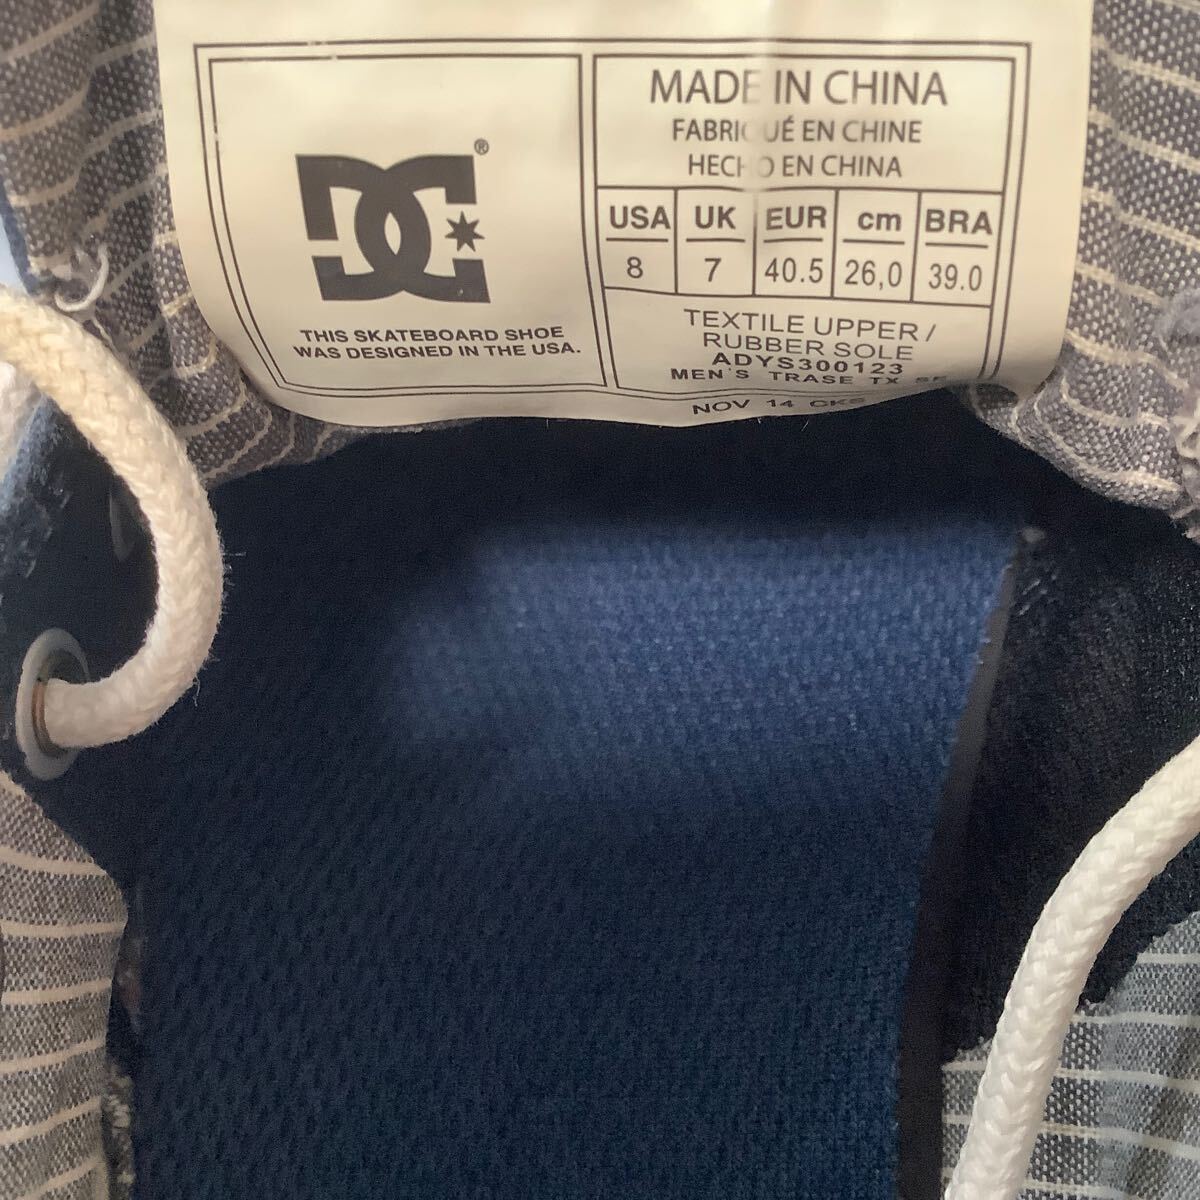 DC®
THIS SKATEBOARD SHOE
WAS DESIGNED IN THE USA.
MADE IN CHINA
FABRIQUÉ EN CHINE
HECHO EN CHINA
USA UK EUR cm BRA
8 7 40.5 26,0 39.0
TEXTILE UPPER /
RUBBER SOLE
ADYS300123
MEN'S TRASE TX SE
NOV 14 CKS